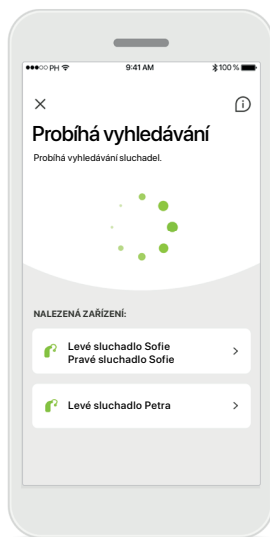 PH 9:41 AM 100 %
Probíhá vyhledávání
Probíhá vyhledávání sluchadel.
NALEZENÁ ZAŘÍZENÍ:
Levé sluchadlo Sofie
Pravé sluchadlo Sofie
Levé sluchadlo Petra